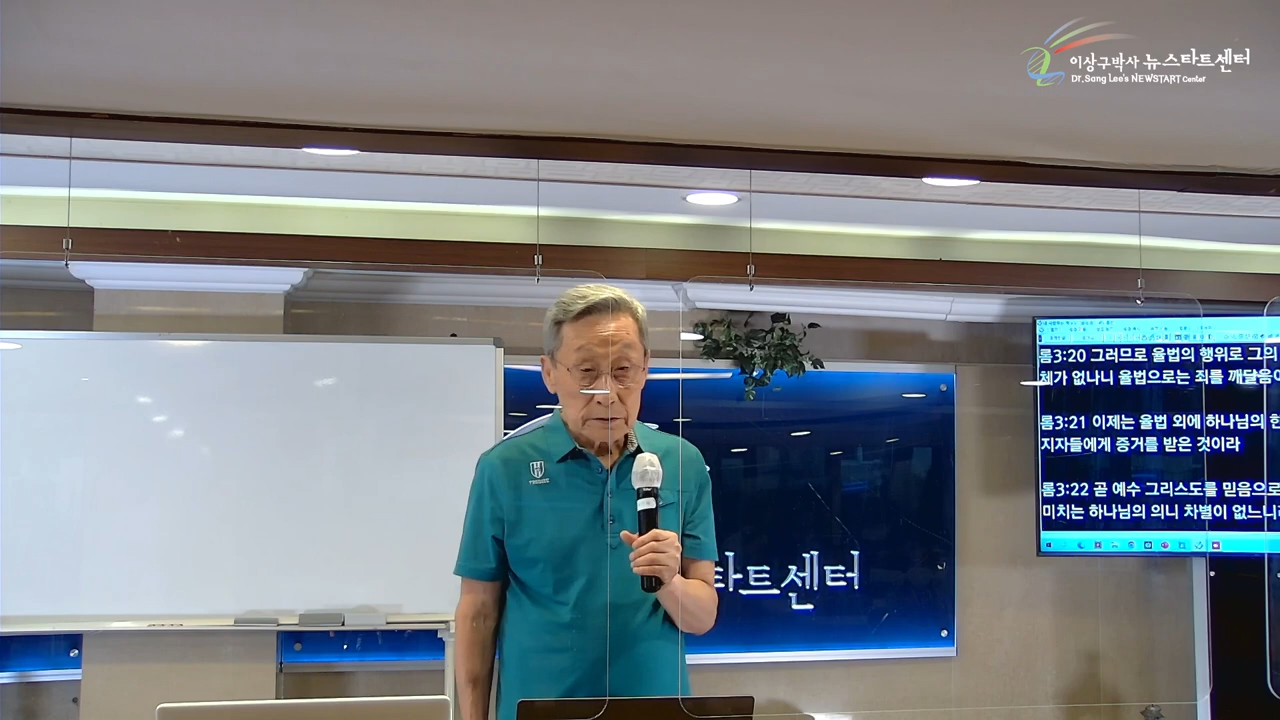 이상구박사 뉴스타트센터
Dr. Sang Lee's NEWSTART Center
롬3:20 그러므로 율법의 행위로 그의
체가 없나니 율법으로는 죄를 깨달음이
롬3:21 이제는 율법 외에 하나님의 한
지자들에게 증거를 받은 것이라
롬3:22 곧 예수 그리스도를 믿음으로
미치는 하나님의 의니 차별이 없느니라
타트센터